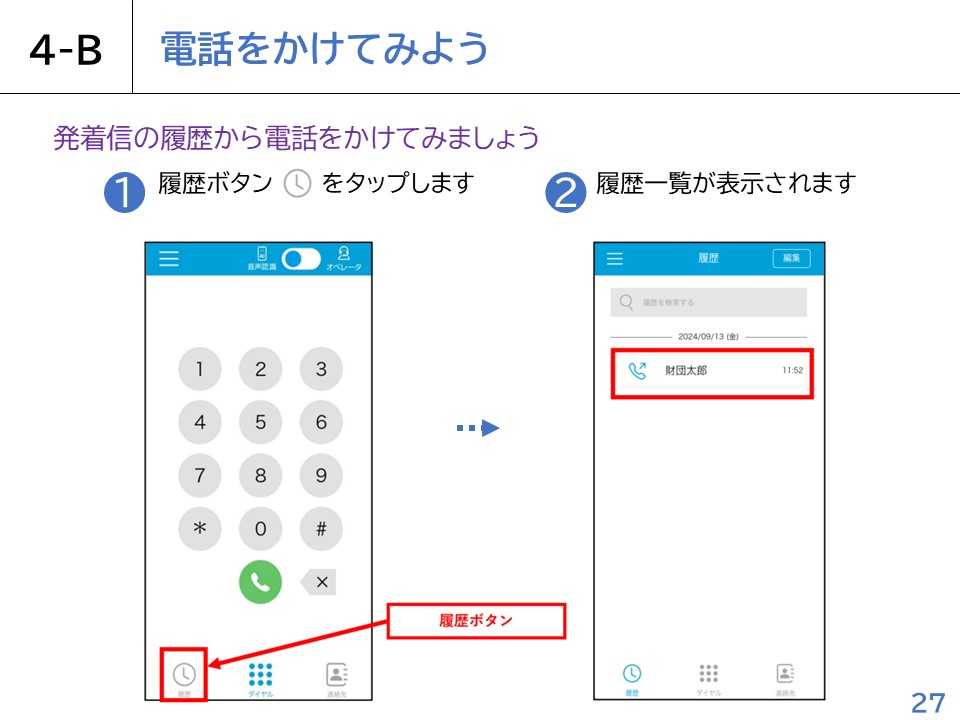 4-B
電話をかけてみよう
発着信の履歴から電話をかけてみましょう
1 履歴ボタン をタップします
音声認識 オペレータ
1 2 3
4 5 6
7 8 9
* 0 #
×
履歴 ダイヤル 連絡先
履歴ボタン
2 履歴一覧が表示されます
履歴 編集
履歴を検索する
2024/09/13 (金)
財団太郎 11:52
履歴 ダイヤル 連絡先
27